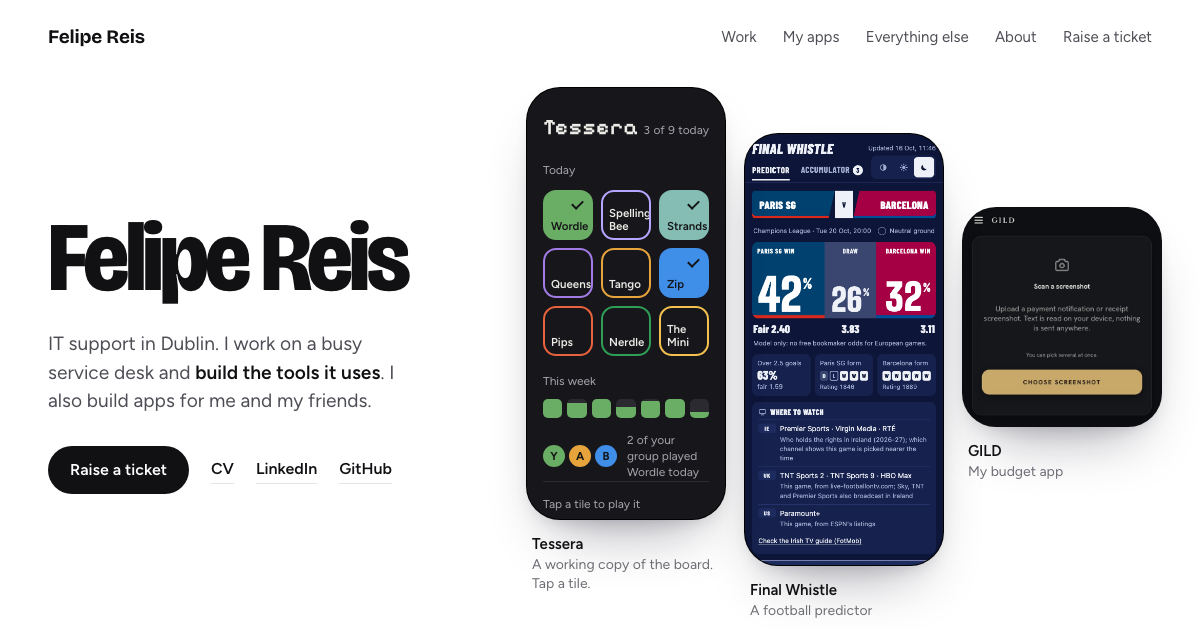 Felipe Reis
Work My apps Everything else About Raise a ticket
Felipe Reis
IT support in Dublin. I work on a busy
service desk and build the tools it uses. I
also build apps for me and my friends.
Raise a ticket CV LinkedIn GitHub
Tessera 3 of 9 today
Today
Wordle
Spelling
Bee
Strands
Queens
Tango
Zip
Pips
Nerdle
The
Mini
This week
Y A B
2 of your
group played
Wordle today
Tap a tile to play it
Tessera
A working copy of the board.
Tap a tile.
FINAL WHISTLE Updated 16 Oct, 11:46
PREDICTOR ACCUMULATOR 3
PARIS SG V BARCELONA
Champions League · Tue 20 Oct, 20:00 Neutral ground
PARIS SG WIN DRAW BARCELONA WIN
42% 26% 32%
Fair 2.40 3.83 3.11
Model only: no free bookmaker odds for European games.
Over 2.5 goals
63%
fair 1.59
Paris SG form
D L W W W
Rating 1846
Barcelona form
W W W W W
Rating 1889
WHERE TO WATCH
IE Premier Sports · Virgin Media · RTÉ
Who holds the rights in Ireland (2026-27); which
channel shows this game is picked nearer the
time
UK TNT Sports 2 · TNT Sports 9 · HBO Max
This game, from live-footballontv.com; Sky, TNT
and Premier Sports also broadcast in Ireland
US Paramount+
This game, from ESPN's listings
Check the Irish TV guide (FotMob)
Final Whistle
A football predictor
GILD
Scan a screenshot
Upload a payment notification or receipt
screenshot. Text is read on your device, nothing
is sent anywhere.
You can pick several at once.
CHOOSE SCREENSHOT
GILD
My budget app